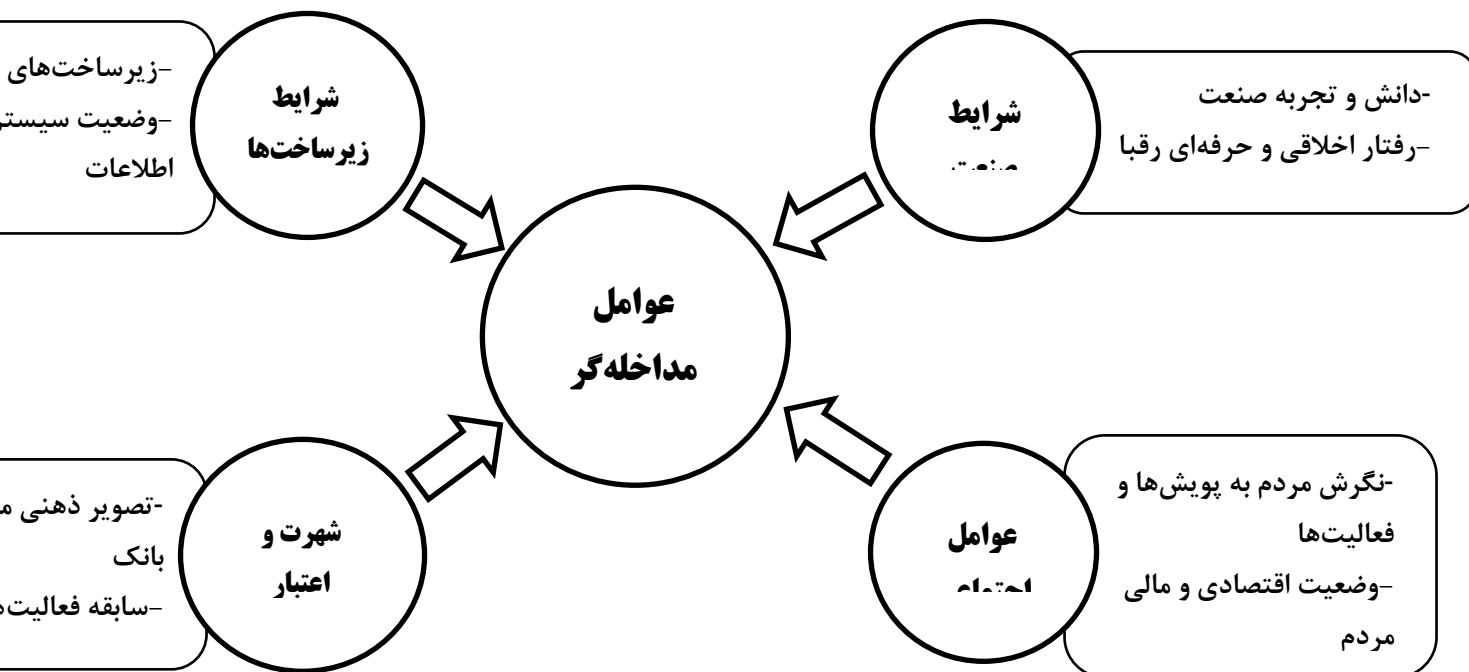 -دانش و تجربه صنعت
-رفتار اخلاقی و حرفه‌ای رقبا
شرایط
شرایط
زیرساخت‌ها
-زیرساخت‌های
-وضعیت
اطلاعات
عوامل
مداخله‌گر
-نگرش مردم به پویش‌ها و
فعالیت‌ها
-وضعیت اقتصادی و مالی
مردم
عوامل
شهرت و
اعتبار
-تصویر ذهنی
بانک
-سابقه